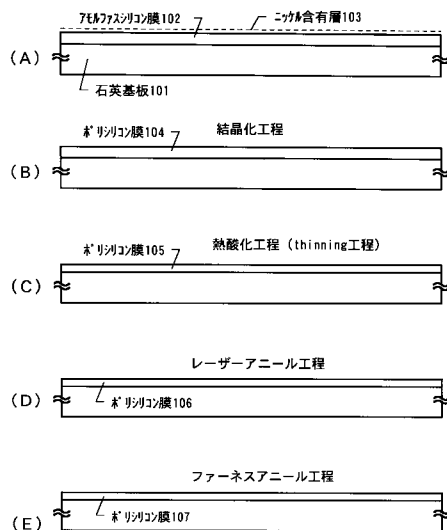 アモルファスシリコン膜102 ニッケル含有層103
(A)
石英基板101
ポリシリコン膜104 結晶化工程
(B)
ポリシリコン膜105 熱酸化工程 (thinning工程)
(C)
レーザーアニール工程
(D)
ポリシリコン膜106
ファーネスアニール工程
(E)
ポリシリコン膜107